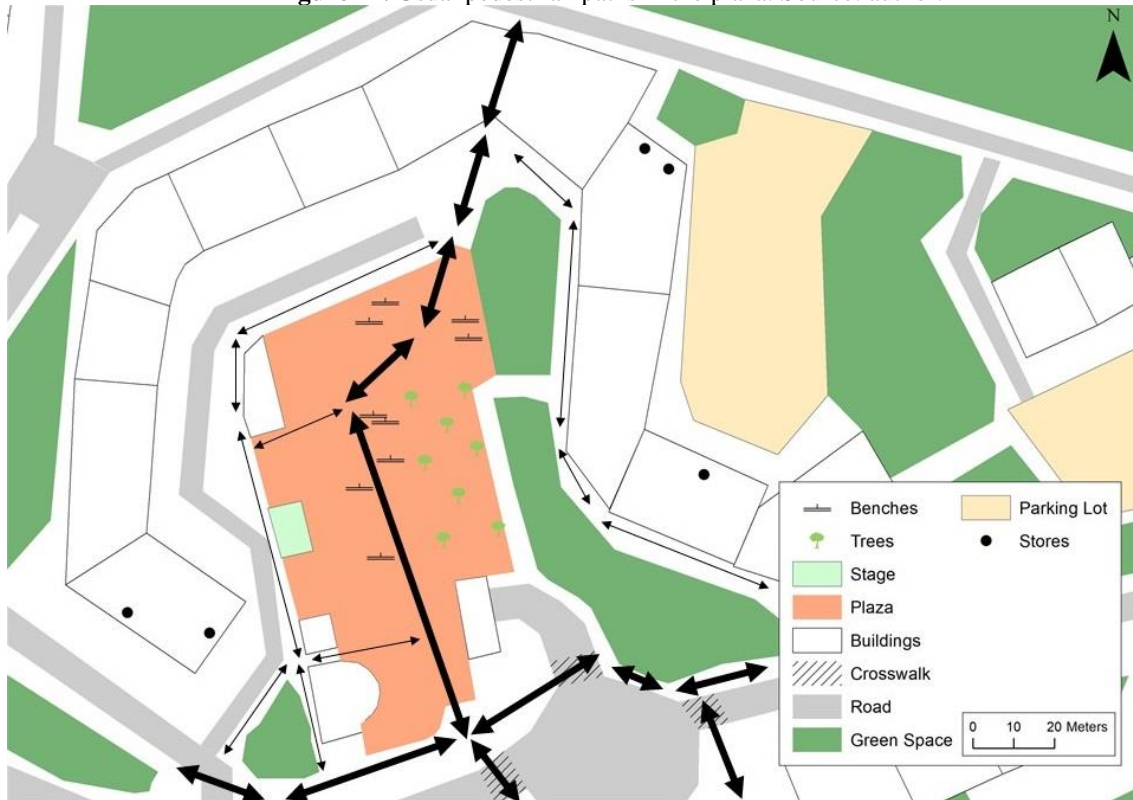 N
Benches
Parking Lot
Trees
Stores
Stage
Plaza
Buildings
Crosswalk
Road
Green Space
0 10 20 Meters